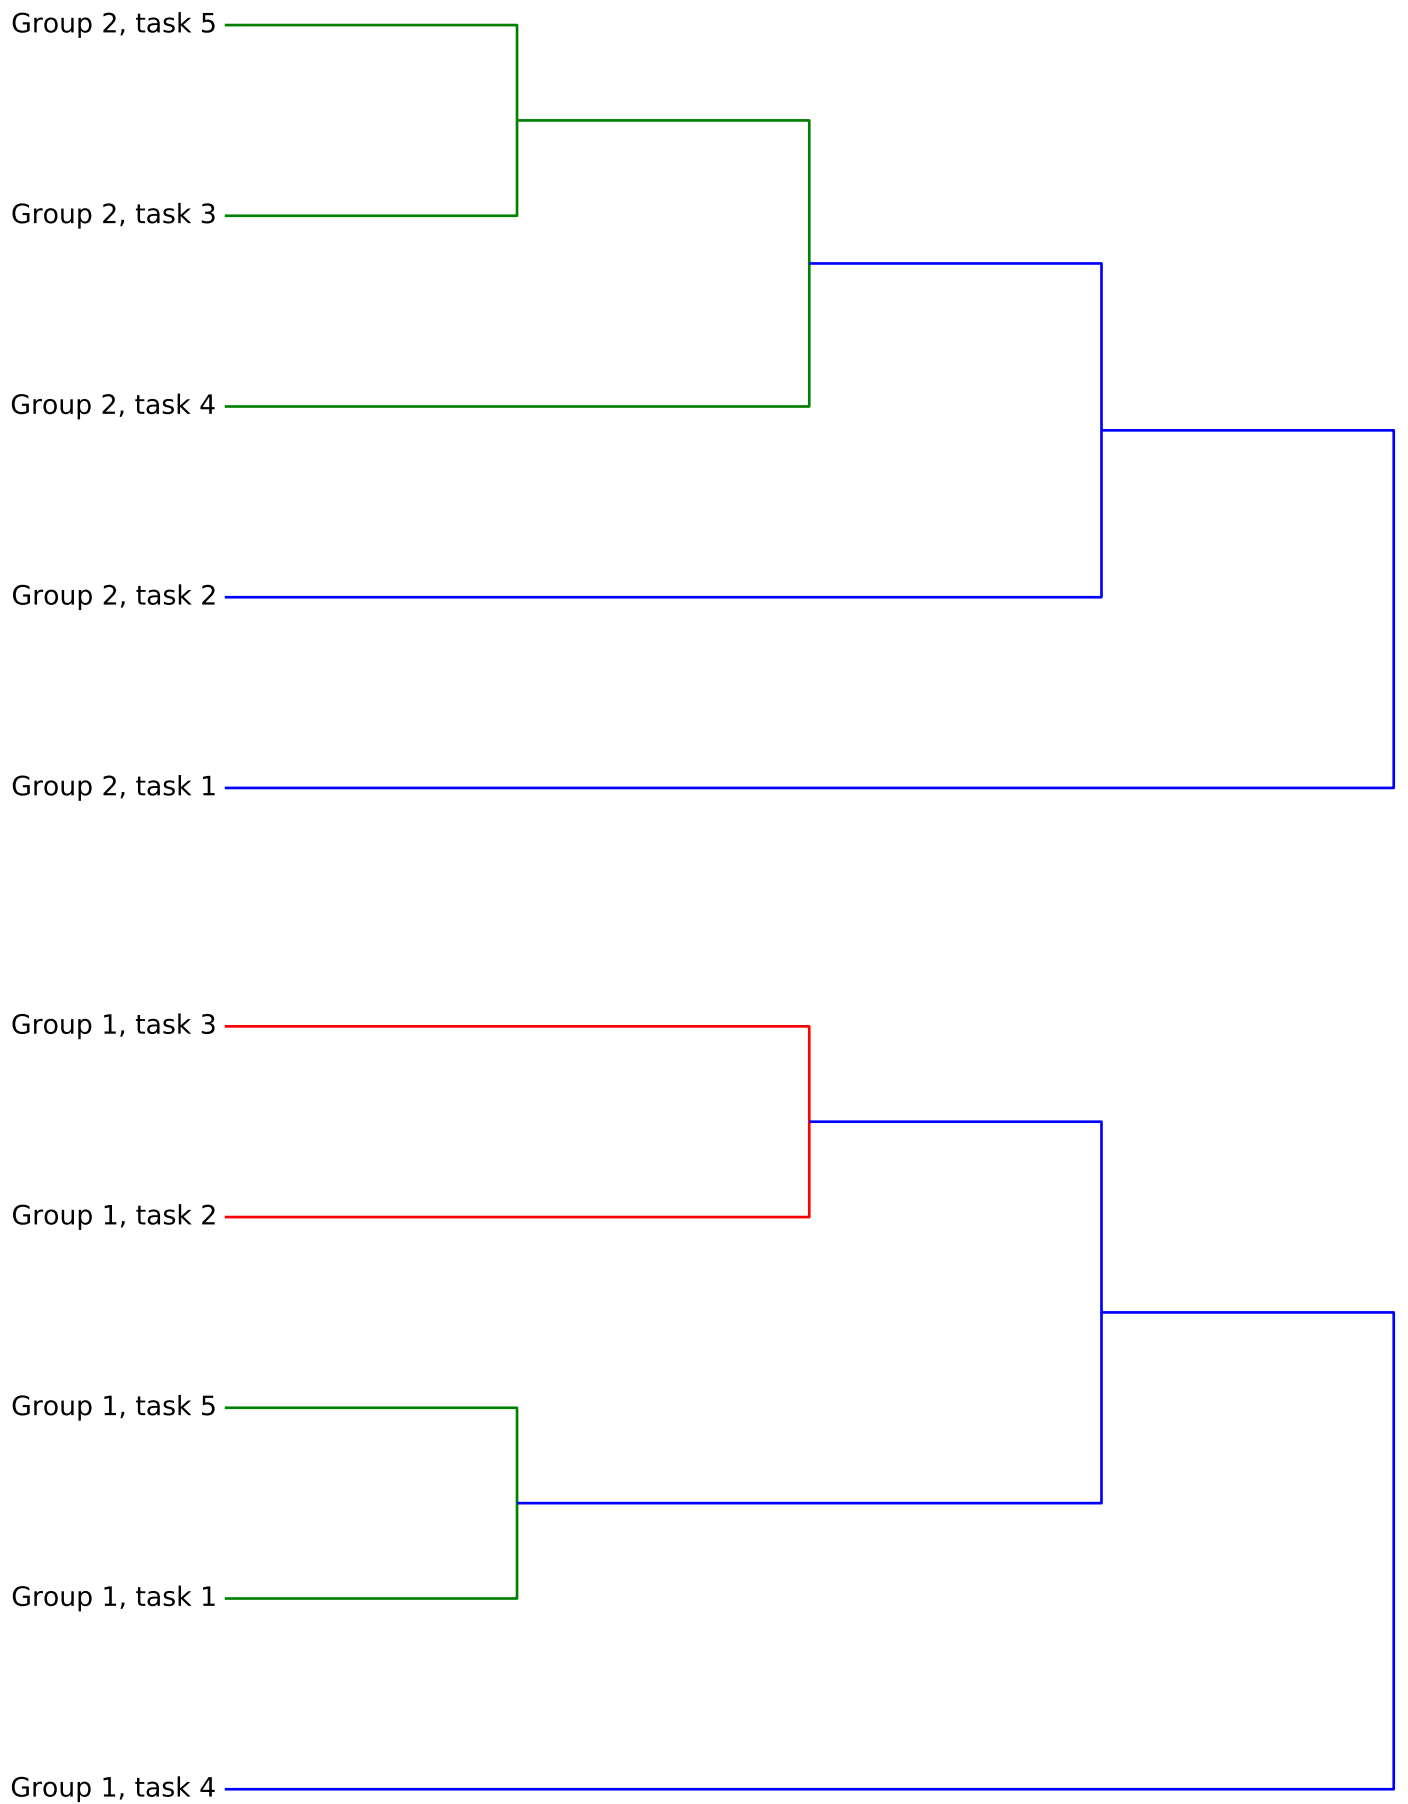 Group 2, task 5
Group 2, task 3
Group 2, task 4
Group 2, task 2
Group 2, task 1
Group 1, task 3
Group 1, task 2
Group 1, task 5
Group 1, task 1
Group 1, task 4